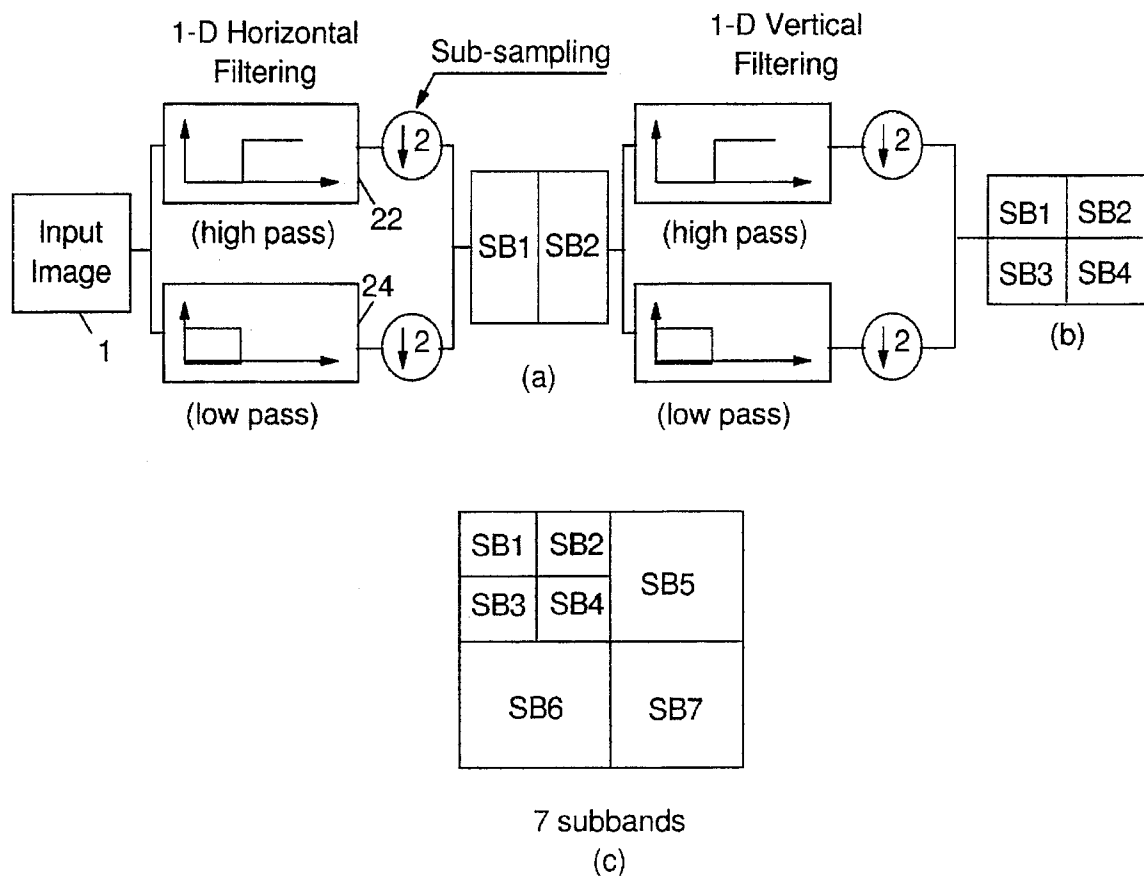 1-D Horizontal
Filtering
Sub-sampling
1-D Vertical
Filtering
2
2
22
(high pass)
(high pass)
Input
Image
1
SB1 SB2
SB1 SB2
SB3 SB4
24
2
2
(low pass)
(a)
(low pass)
(b)
SB1 SB2
SB3 SB4
SB5
SB6
SB7
7 subbands
(c)